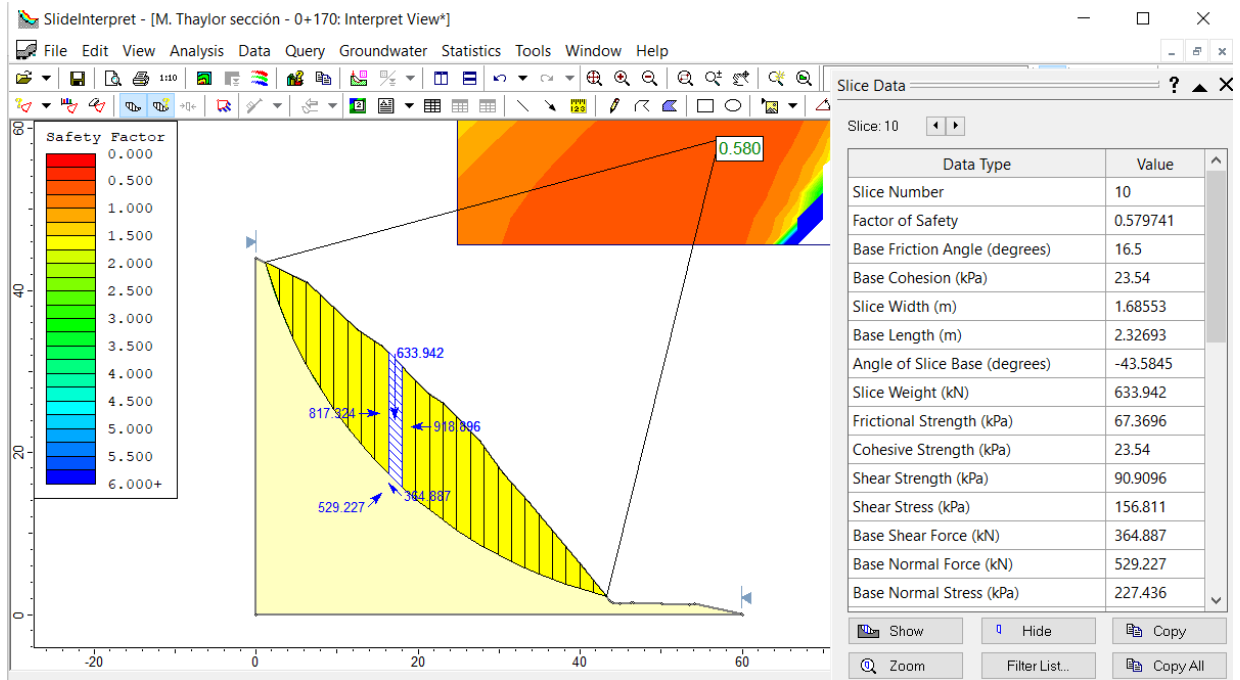 SlideInterpret - [M. Thaylor sección - 0+170: Interpret View*]
File Edit View Analysis Data Query Groundwater Statistics Tools Window Help
1:10
Safety Factor
0.000
0.500
1.000
1.500
2.000
2.500
3.000
3.500
4.000
4.500
5.000
5.500
6.000+
60
40
20
0
-20 0 20 40 60
0.580
633.942
817.324
918.896
364.887
529.227
Slice Data ?
Slice: 10
Data Type Value
Slice Number 10
Factor of Safety 0.579741
Base Friction Angle (degrees) 16.5
Base Cohesion (kPa) 23.54
Slice Width (m) 1.68553
Base Length (m) 2.32693
Angle of Slice Base (degrees) -43.5845
Slice Weight (kN) 633.942
Frictional Strength (kPa) 67.3696
Cohesive Strength (kPa) 23.54
Shear Strength (kPa) 90.9096
Shear Stress (kPa) 156.811
Base Shear Force (kN) 364.887
Base Normal Force (kN) 529.227
Base Normal Stress (kPa) 227.436
Show Hide Copy
Zoom Filter List... Copy All